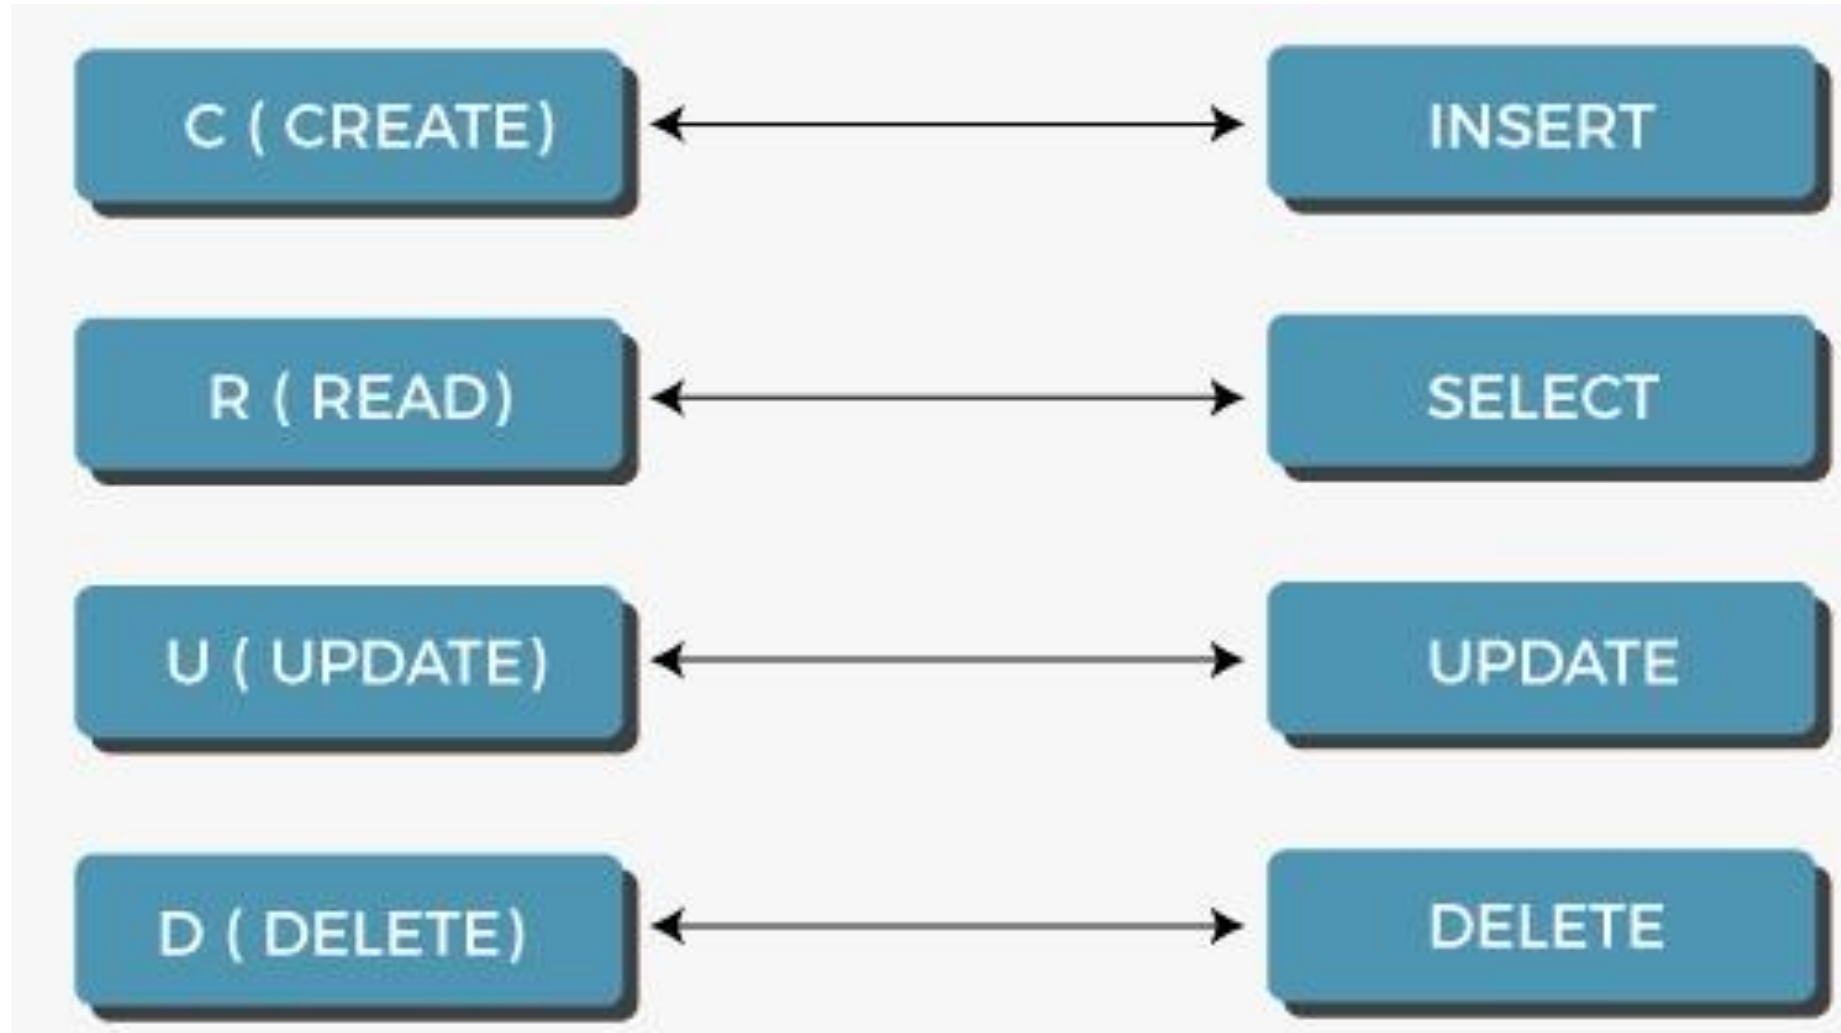 C ( CREATE)
INSERT
R ( READ)
SELECT
U ( UPDATE)
UPDATE
D ( DELETE)
DELETE